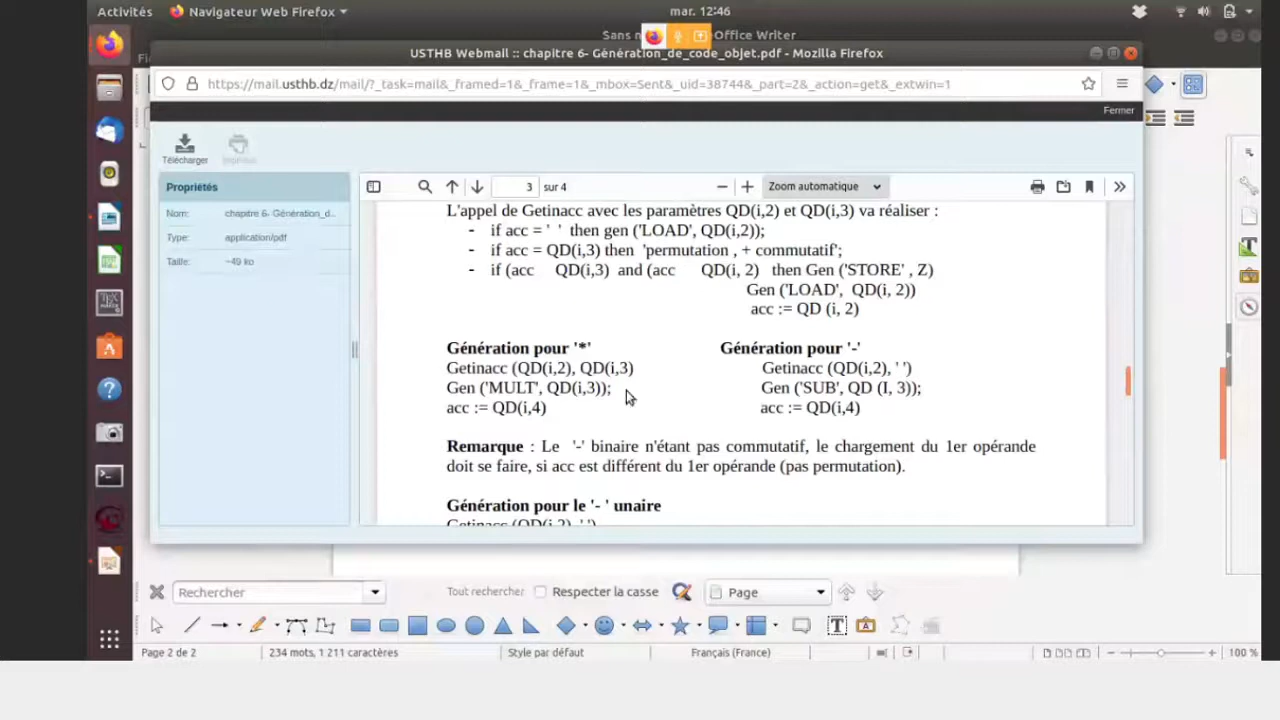 Activités
Navigateur Web Firefox
mar. 12:46
Sans n
Office Writer
USTHB Webmail :: chapitre 6- Génération_de_code_objet.pdf - Mozilla Firefox
https://mail.usthb.dz/mail/?_task=mail&_framed=1&_frame=1&_mbox=Sent&_uid=38744&_part=2&_action=get&_extwin=1
Fermer
Télécharger
Imprimer
Propriétés
Nom: chapitre 6- Génération_d...
Type: application/pdf
Taille: ~49 ko
3 sur 4
Zoom automatique
L'appel de Getinacc avec les paramètres QD(i,2) et QD(i,3) va réaliser :
- if acc = ' ' then gen ('LOAD', QD(i,2));
- if acc = QD(i,3) then 'permutation , + commutatif';
- if (acc QD(i,3) and (acc QD(i, 2) then Gen ('STORE' , Z)
Gen ('LOAD', QD(i, 2))
acc := QD (i, 2)
Génération pour '*'
Getinacc (QD(i,2), QD(i,3)
Gen ('MULT', QD(i,3));
acc := QD(i,4)
Génération pour '-'
Getinacc (QD(i,2), ' ')
Gen ('SUB', QD (I, 3));
acc := QD(i,4)
Remarque : Le '-' binaire n'étant pas commutatif, le chargement du 1er opérande
doit se faire, si acc est différent du 1er opérande (pas permutation).
Génération pour le '- ' unaire
Getinacc (QD(i,2), ' ')
Rechercher
Tout rechercher
Respecter la casse
Page
Page 2 de 2
234 mots, 1 211 caractères
Style par défaut
Français (France)
100 %